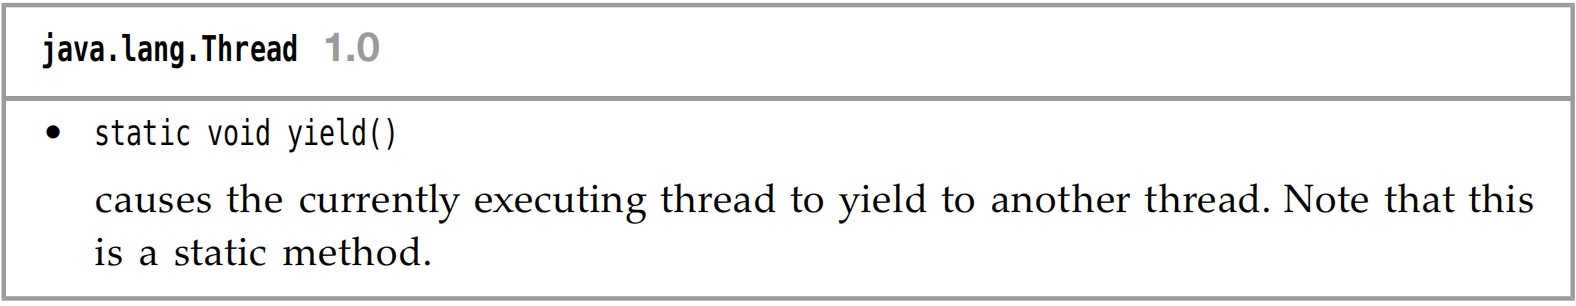 java.lang.Thread 1.0
• static void yield()
causes the currently executing thread to yield to another thread. Note that this
is a static method.